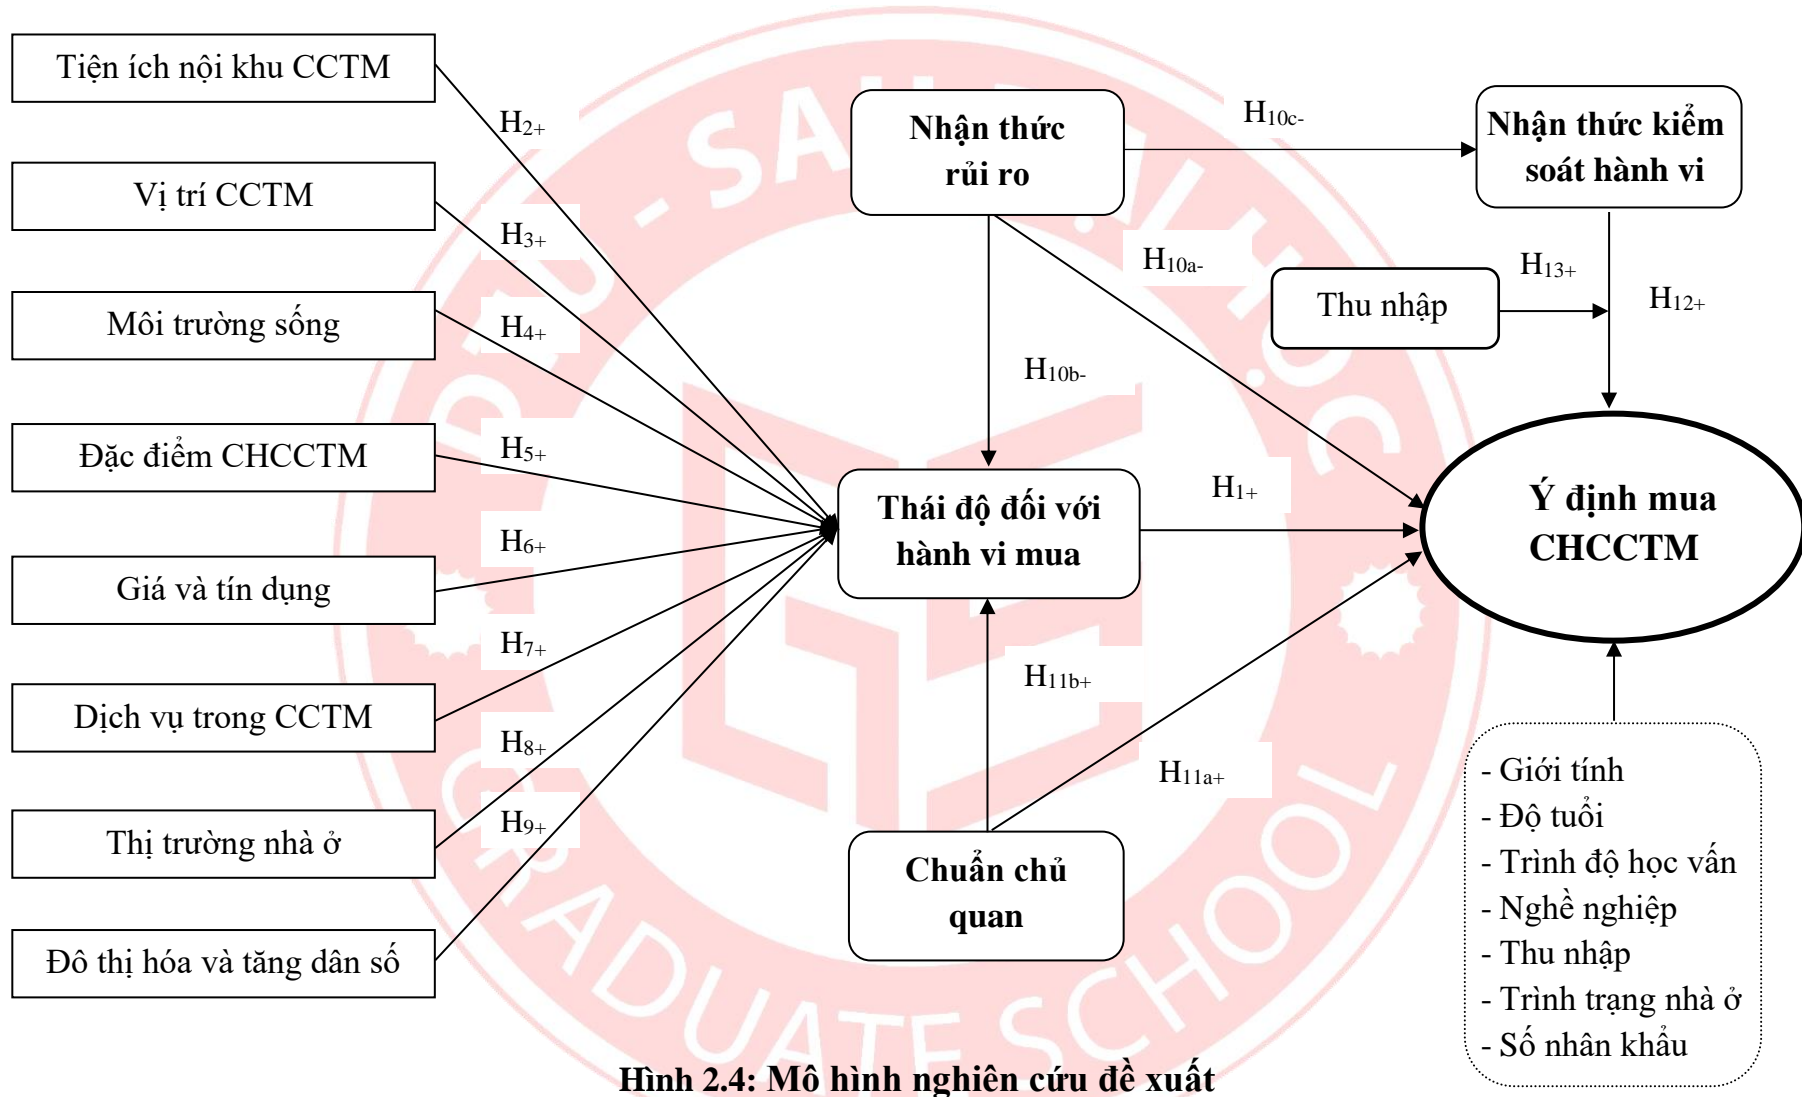 Tiện ích nội khu CCTM
Vị trí CCTM
Môi trường sống
Đặc điểm CHCCTM
Giá và tín dụng
Dịch vụ trong CCTM
Thị trường nhà ở
Đô thị hóa và tăng dân số
H2+
H3+
H4+
H5+
H6+
H7+
H8+
H9+
Nhận thức
rủi ro
H10c-
Nhận thức kiểm
soát hành vi
H10a-
H13+
Thu nhập
H12+
H10b-
Thái độ đối với
hành vi mua
H1+
Ý định mua
CHCCTM
H11b+
H11a+
Chuẩn chủ
quan
- Giới tính
- Độ tuổi
- Trình độ học vấn
- Nghề nghiệp
- Thu nhập
- Trình trạng nhà ở
- Số nhân khẩu
Hình 2.4: Mô hình nghiên cứu đề xuất
GRADUATE SCHOOL